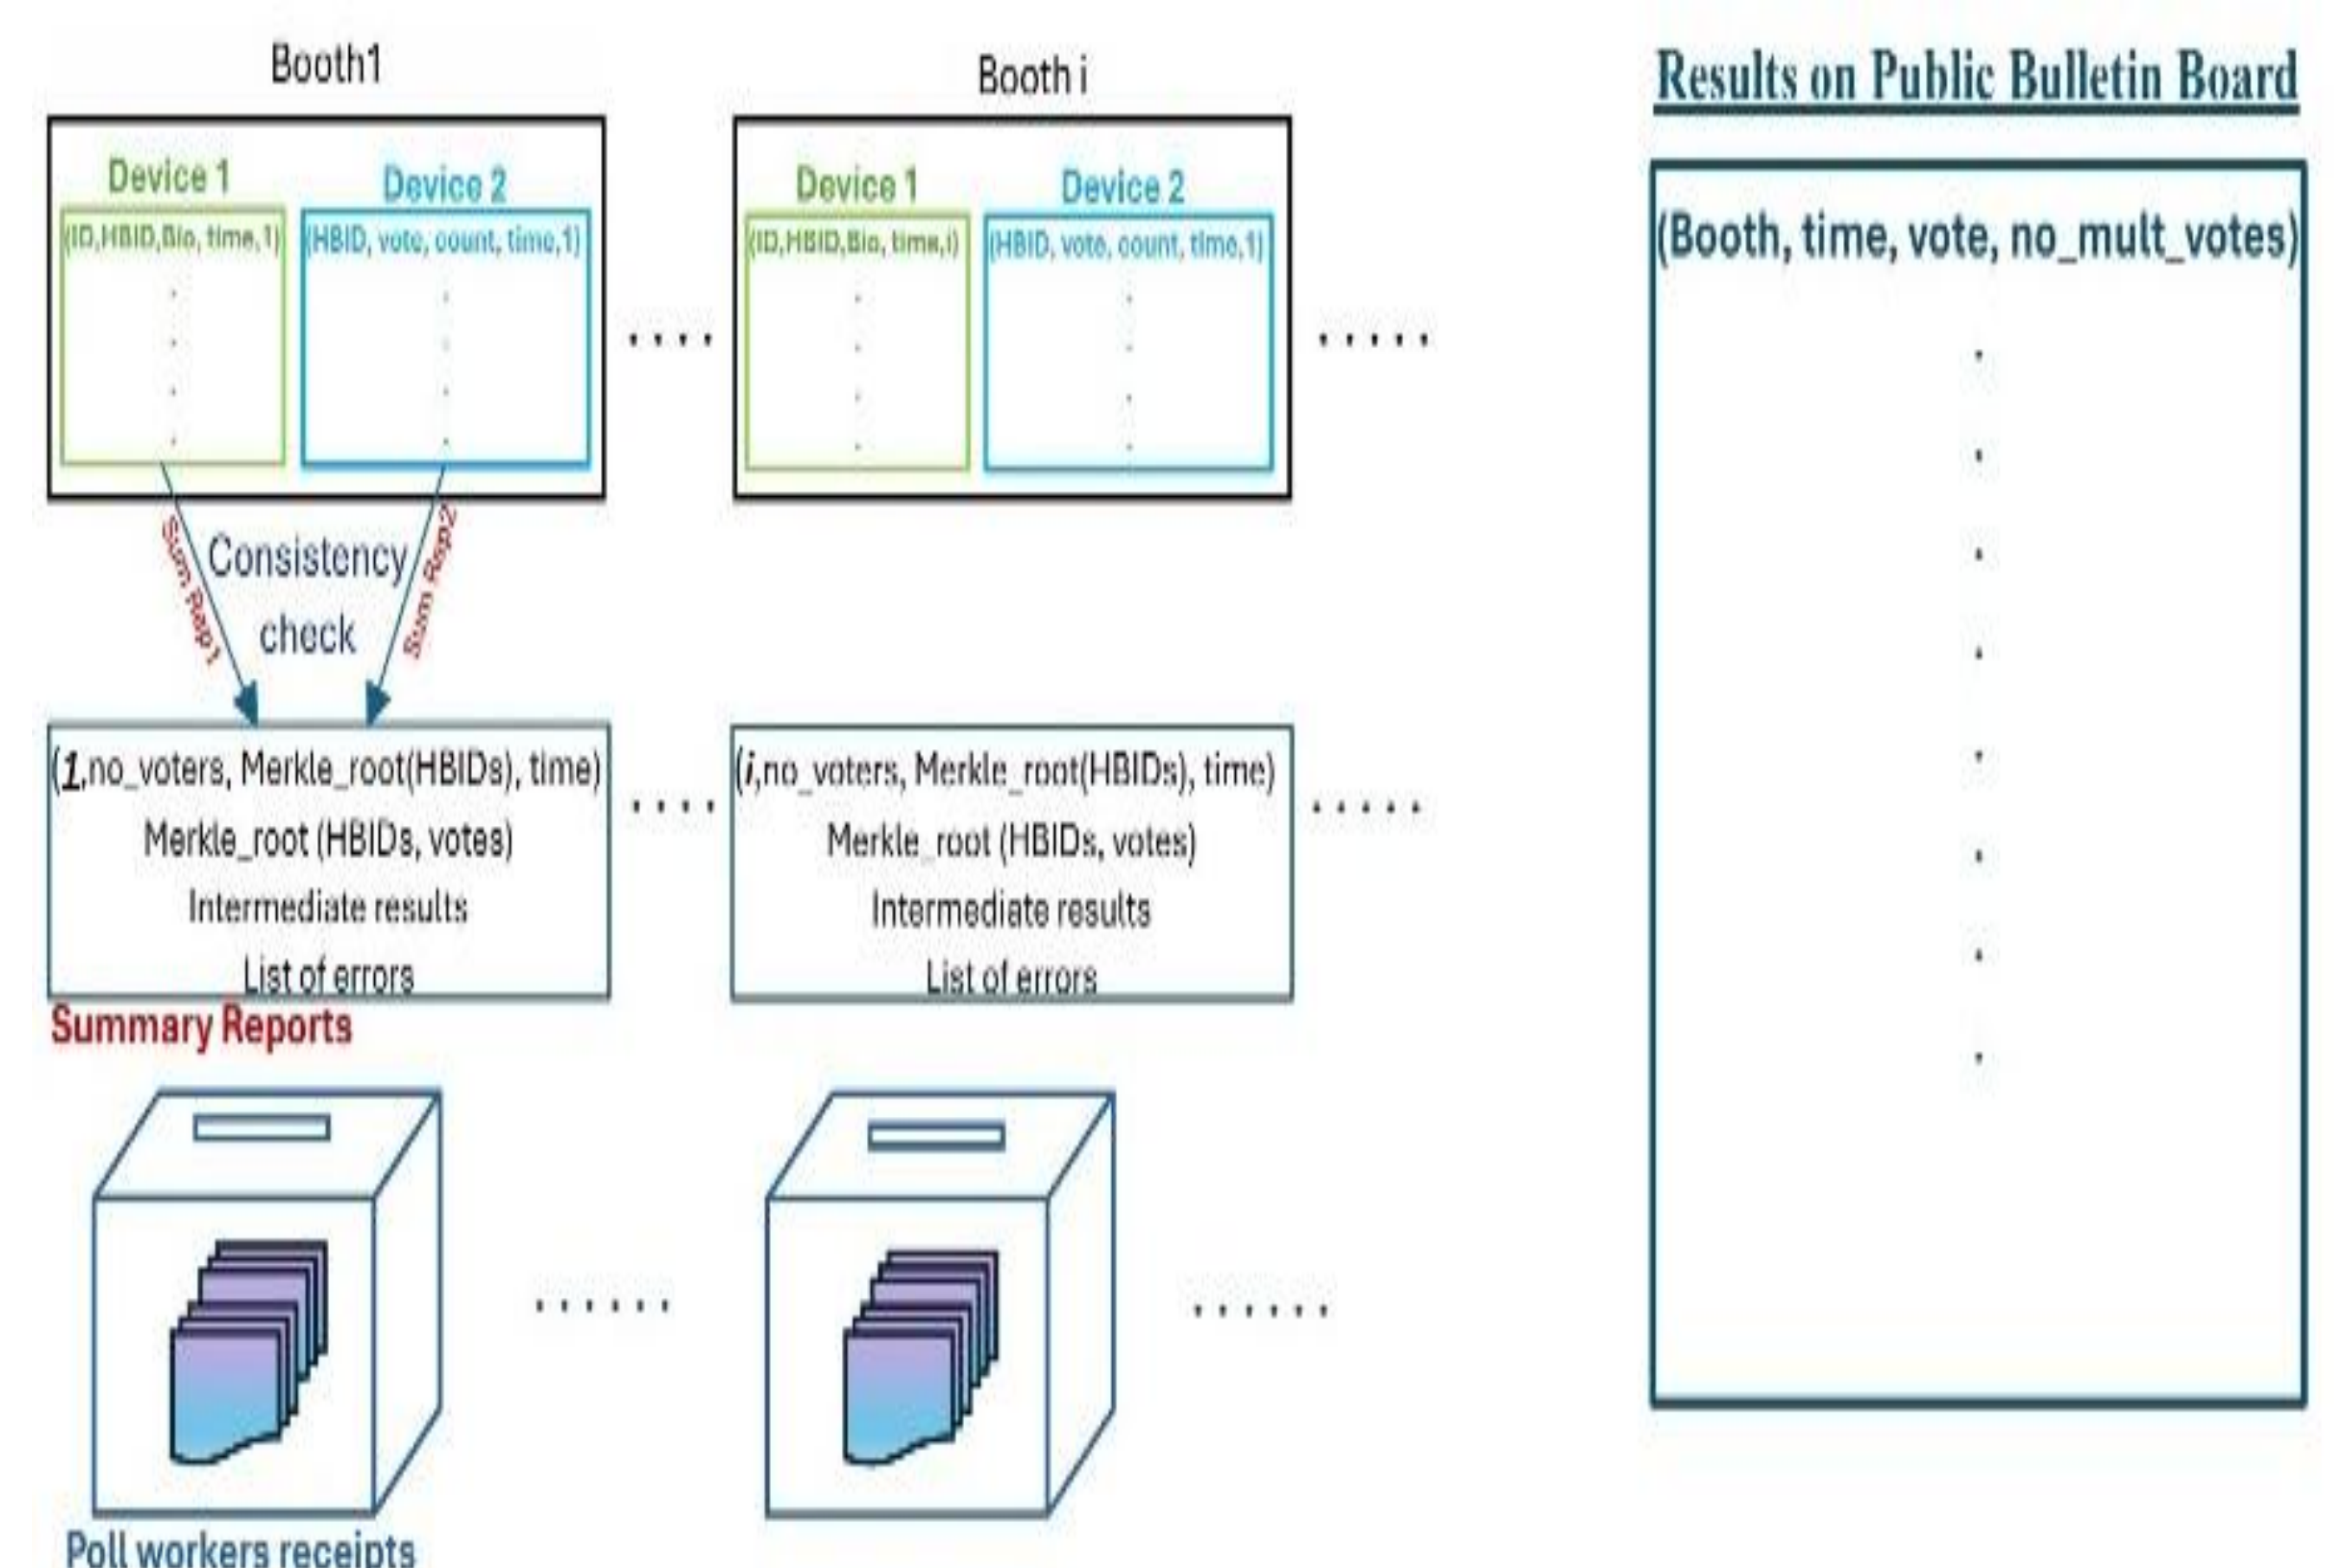 Booth1
Device 1
Device 2
(ID,HBID,Bio, time,1)
(HBID, vote, count, time,1)
Booth i
Device 1
Device 2
(ID,HBID,Bio, time,i)
(HBID, vote, count, time,1)
. . . .
. . . . .
Sum Rep1
Consistency
check
Sum Rep2
(1,no_voters, Merkle_root(HBIDs), time)
Merkle_root (HBIDs, votes)
Intermediate results
List of errors
. . . .
(i,no_voters, Merkle_root(HBIDs), time)
Merkle_root (HBIDs, votes)
Intermediate results
List of errors
. . . . .
Summary Reports
. . . . . .
. . . . . .
Poll workers receipts
Results on Public Bulletin Board
(Booth, time, vote, no_mult_votes)